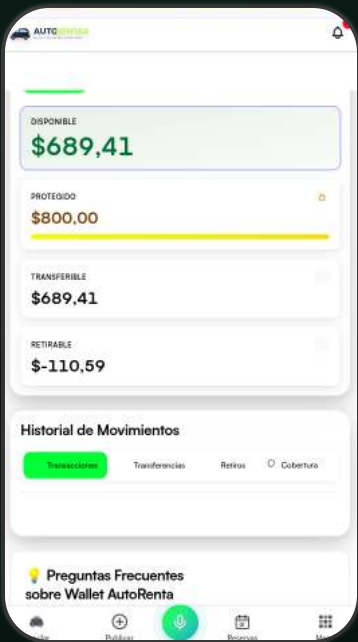 AUTORENTAR
DISPONIBLE
$689,41
PROTEGIDO
$800,00
TRANSFERIBLE
$689,41
RETIRABLE
$-110,59
Historial de Movimientos
Transacciones Transferencias Retiros Cobertura
Preguntas Frecuentes
sobre Wallet AutoRenta
Publicar Reservas